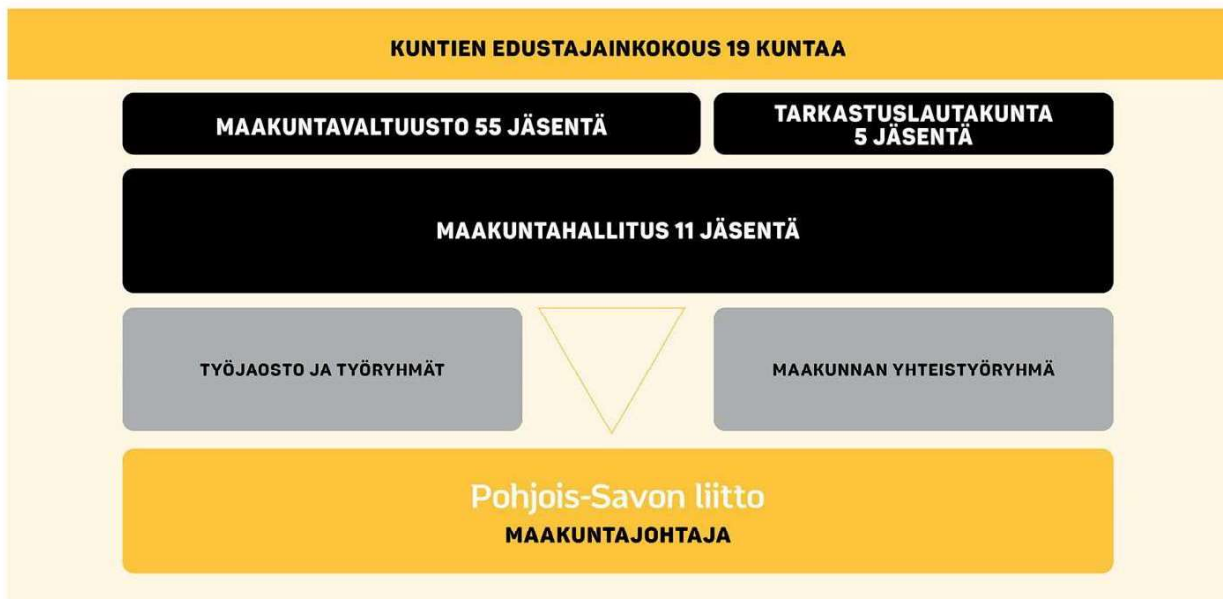 KUNTIEN EDUSTAJAINKOKOUS 19 KUNTAA
MAAKUNTAVALTUUSTO 55 JÄSENTÄ
TARKASTUSLAUTAKUNTA
5 JÄSENTÄ
MAAKUNTAHALLITUS 11 JÄSENTÄ
TYÖJAOSTO JA TYÖRYHMÄT
MAAKUNNAN YHTEISTYÖRYHMÄ
Pohjois-Savon liitto
MAAKUNTAJOHTAJA